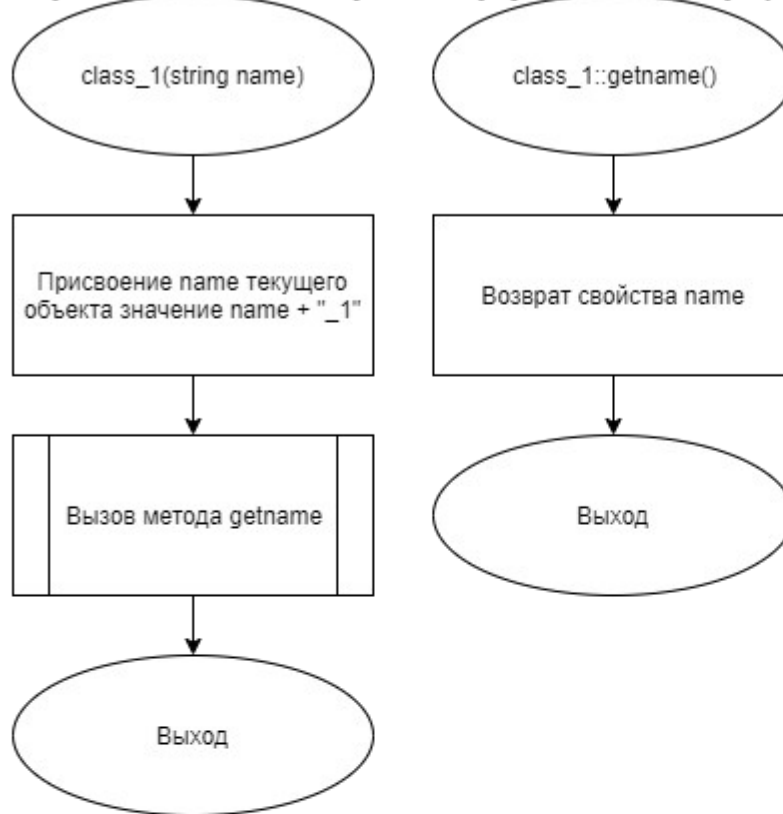 class_1(string name)
Присвоение name текущего
объекта значение name + "_1"
Вызов метода getname
Выход
class_1::getname()
Возврат свойства name
Выход